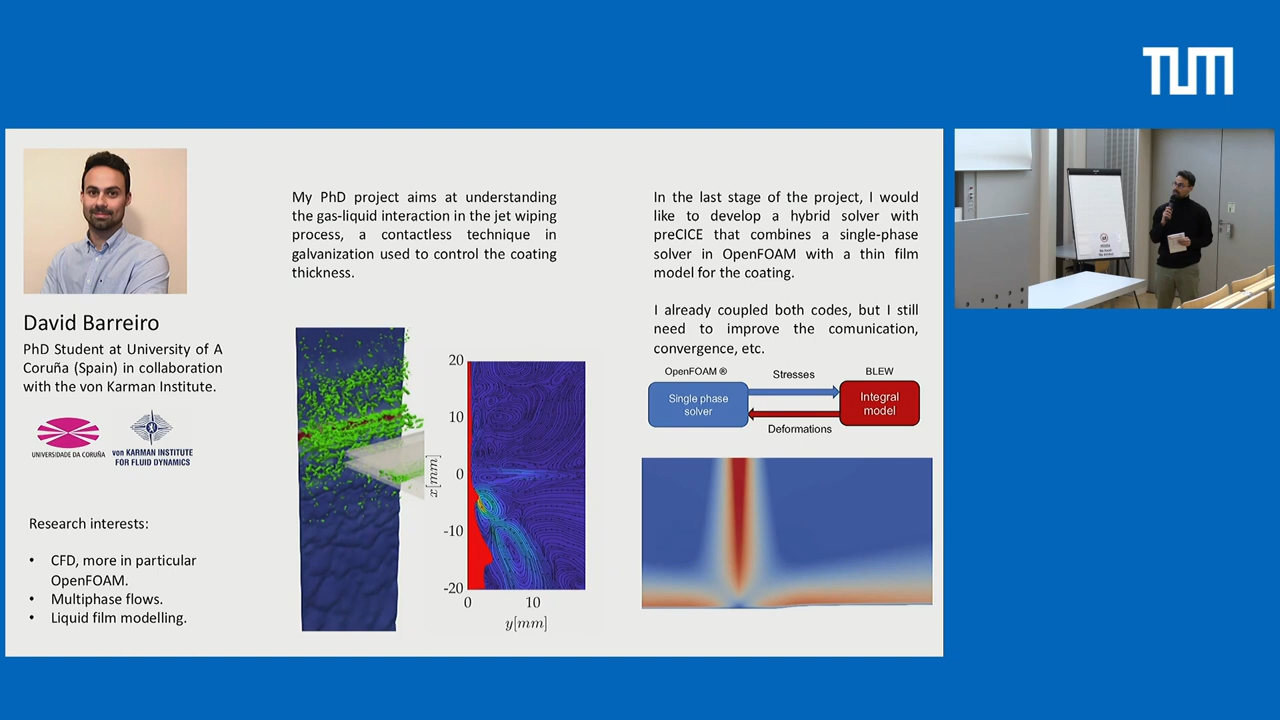 TUM
David Barreiro
PhD Student at University of A
Coruña (Spain) in collaboration
with the von Karman Institute.
UNIVERSIDADE DA CORUÑA
von KARMAN INSTITUTE
FOR FLUID DYNAMICS
Research interests:
• CFD, more in particular
OpenFOAM.
• Multiphase flows.
• Liquid film modelling.
My PhD project aims at understanding
the gas-liquid interaction in the jet wiping
process, a contactless technique in
galvanization used to control the coating
thickness.
20
10
0
-10
-20
x[mm]
0 10
y[mm]
In the last stage of the project, I would
like to develop a hybrid solver with
preCICE that combines a single-phase
solver in OpenFOAM with a thin film
model for the coating.
I already coupled both codes, but I still
need to improve the comunication,
convergence, etc.
OpenFOAM ®
Stresses
BLEW
Single phase
solver
Integral
model
Deformations